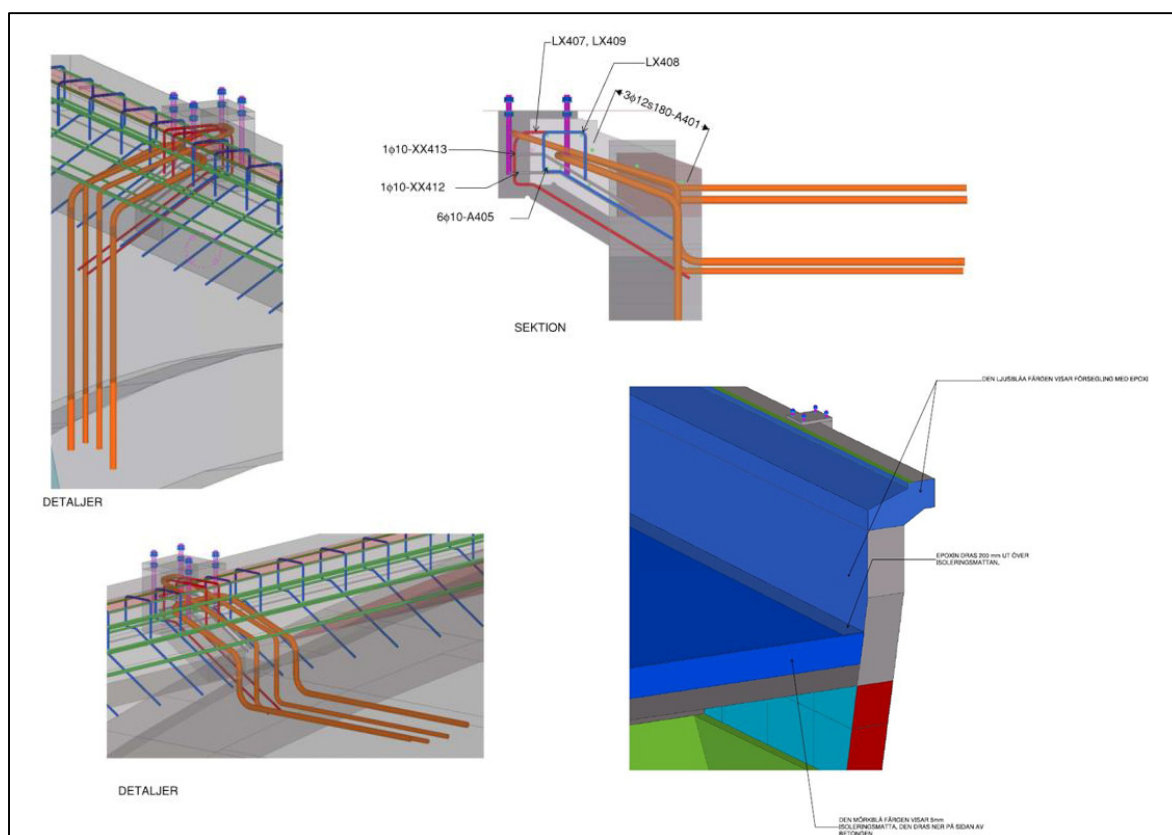 LX407, LX409
LX408
3ϕ12s180-A401
1ϕ10-XX413
1ϕ10-XX412
6ϕ10-A405
SEKTION
DETALJER
DEN LJUSBLÅA FÄRGEN VISAR FÖRSEGLING MED EPOXI
EPOXIN DRAS 200 mm UT ÖVER
ISOLERINGSMATTAN,
DETALJER
DEN MÖRKBLÅ FÄRGEN VISAR 5mm
ISOLERINGSMATTA, DEN DRAS NER PÅ SIDAN AV
BETONGEN